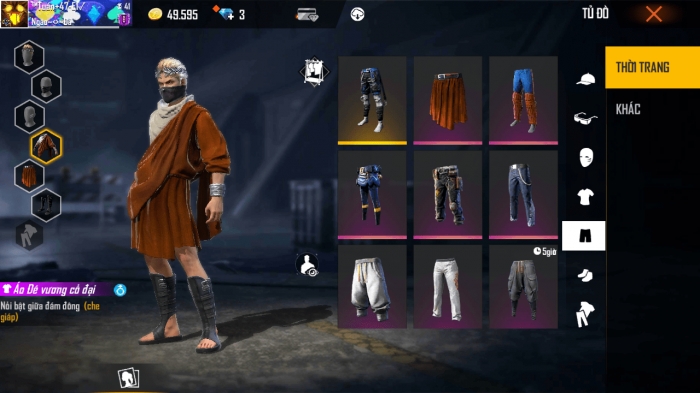 49.595
3
TỦ ĐỒ
THỜI TRANG
KHÁC
5giờ
Áo Đế vương cổ đại
Nổi bật giữa đám đông (che
giáp)